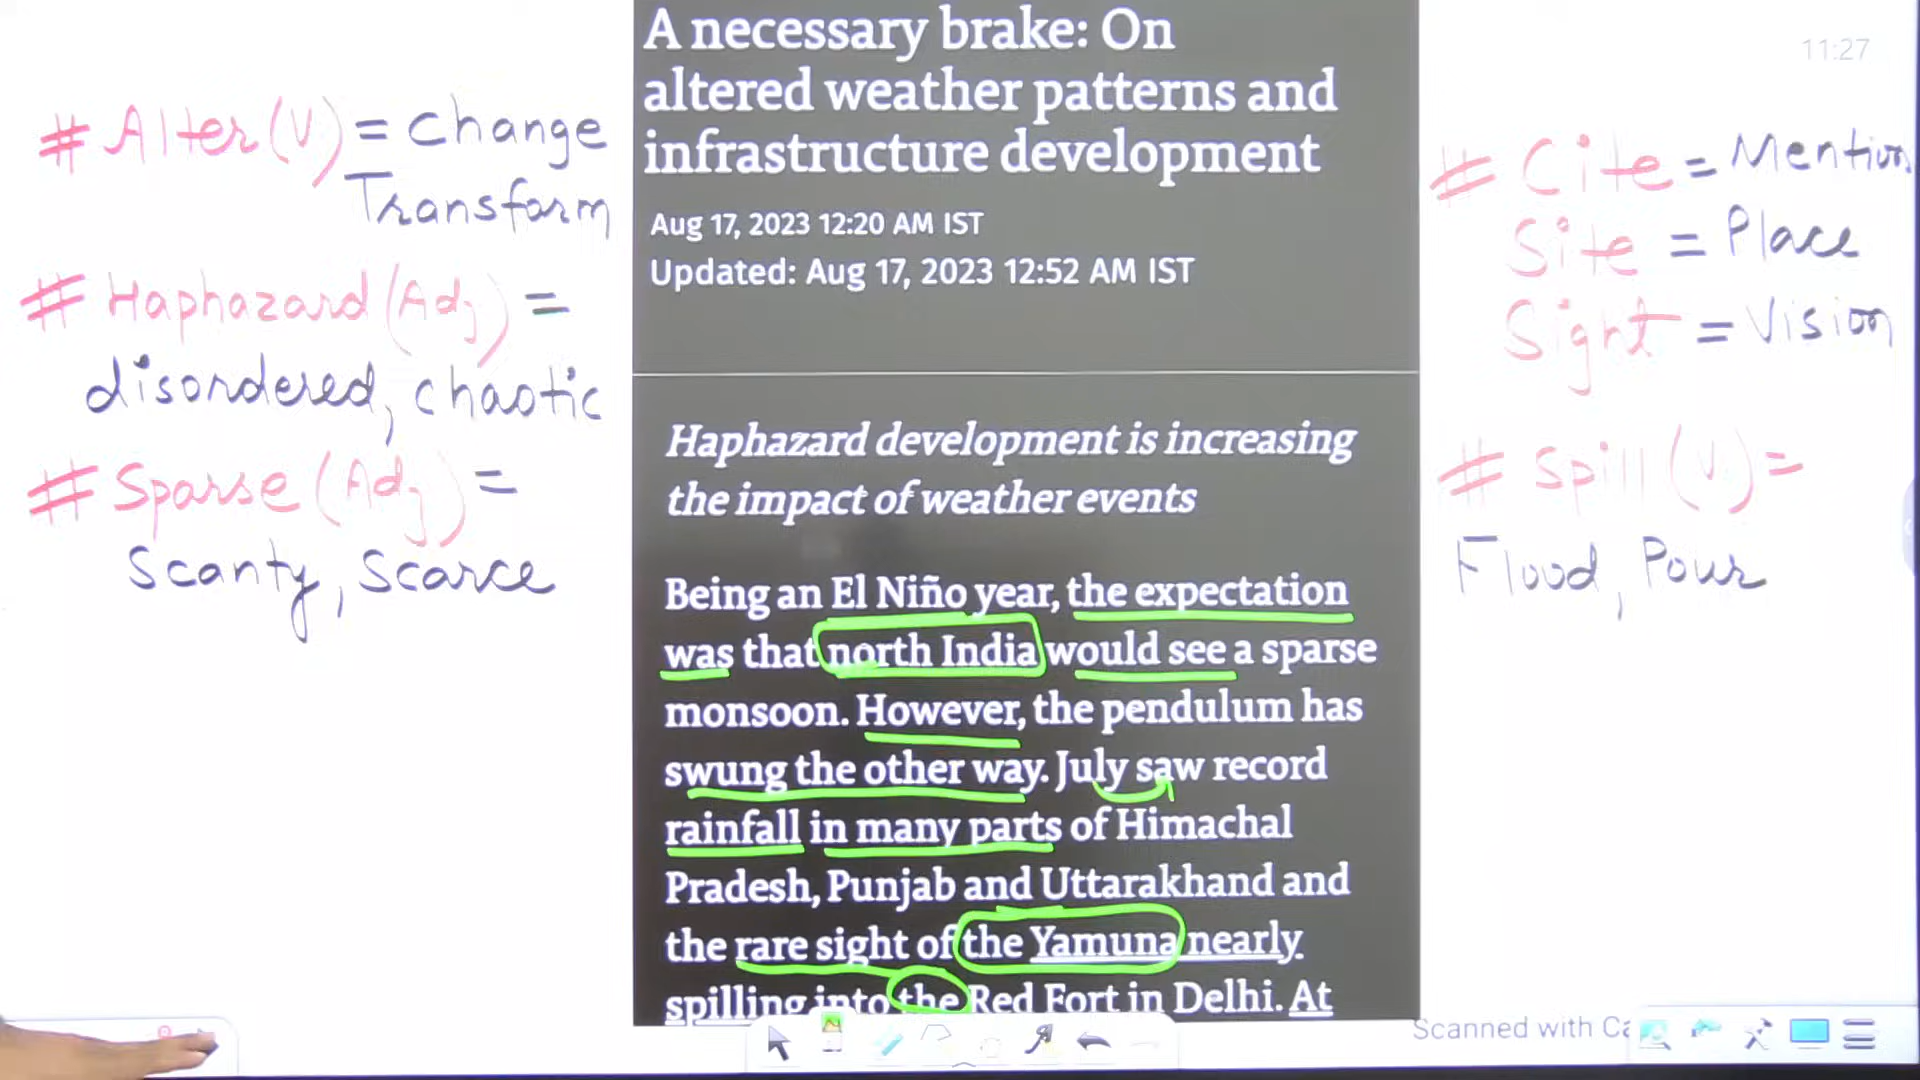 A necessary brake: On
altered weather patterns and
infrastructure development
Aug 17, 2023 12:20 AM IST
Updated: Aug 17, 2023 12:52 AM IST
11:27
# Alter (V) = Change
Transform
# Haphazard (Adj) =
disordered, chaotic
# Sparse (Adj) =
Scanty, Scarce
Haphazard development is increasing
the impact of weather events
Being an El Niño year, the expectation
was that north India would see a sparse
monsoon. However, the pendulum has
swung the other way. July saw record
rainfall in many parts of Himachal
Pradesh, Punjab and Uttarakhand and
the rare sight of the Yamuna nearly
spilling into the Red Fort in Delhi. At
# Cite = Mention
Site = Place
Sight = Vision
# Spill (V) =
Flood, Pour
Scanned with Ca